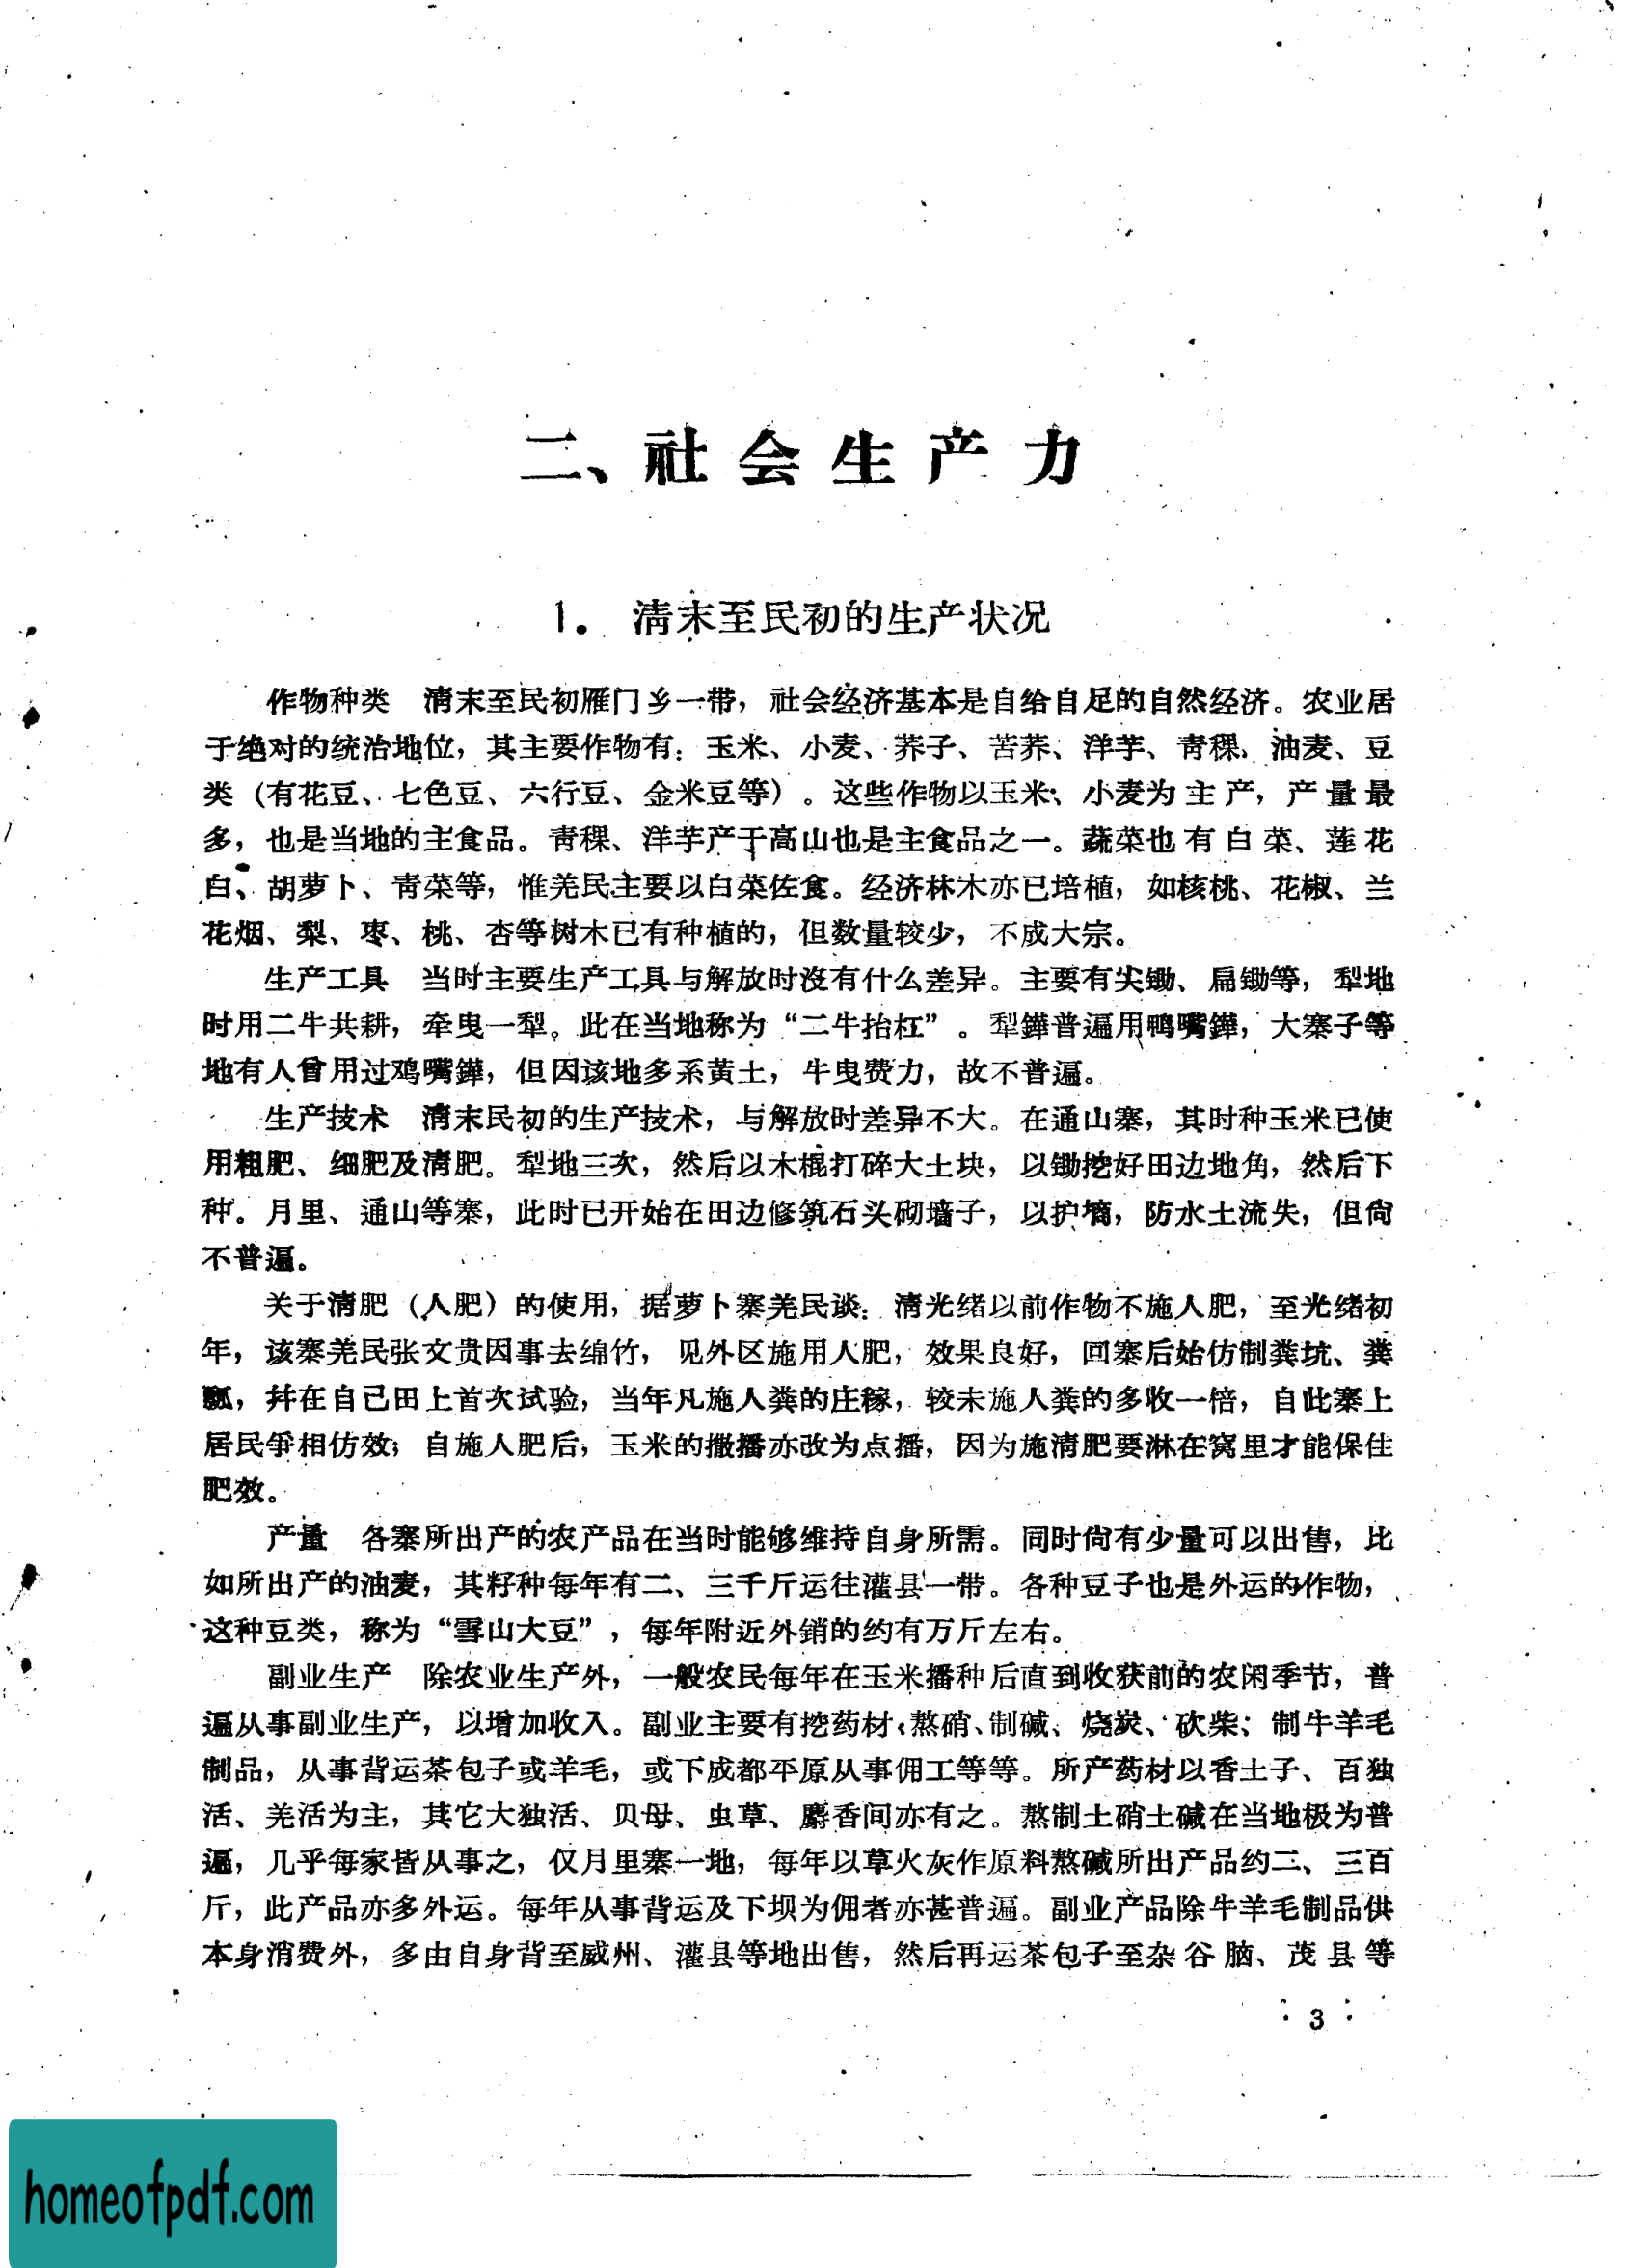 二、社会生产力
1. 清末至民初的生产状况
作物种类 清末至民初雁门乡一带，社会经济基本是自给自足的自然经济。农业居
于绝对的统治地位，其主要作物有：玉米、小麦、荞子、苦荞、洋芋、青稞、油麦、豆
类（有花豆、七色豆、六行豆、金米豆等）。这些作物以玉米、小麦为主产，产量最
多，也是当地的主食品。青稞、洋芋产于高山也是主食品之一。蔬菜也有白菜、莲花
白、胡萝卜、青菜等，惟羌民主要以白菜佐食。经济林木亦已培植，如核桃、花椒、兰
花烟、梨、枣、桃、杏等树木已有种植的，但数量较少，不成大宗。
生产工具 当时主要生产工具与解放时没有什么差异。主要有尖锄、扁锄等，犁地
时用二牛共耕，牵曳一犁。此在当地称为“二牛抬杠”。犁鏵普遍用鸭嘴鏵，大寨子等
地有人曾用过鸡嘴鏵，但因该地多系黄土，牛曳费力，故不普遍。
生产技术 清末民初的生产技术，与解放时差异不大。在通山寨，其时种玉米已使
用粗肥、细肥及清肥。犁地三次，然后以木棍打碎大土块，以锄挖好田边地角，然后下
种。月里、通山等寨，此时已开始在田边修筑石头砌墙子，以护墒，防水土流失，但尚
不普遍。
关于清肥（人肥）的使用，据萝卜寨羌民谈：清光绪以前作物不施人肥，至光绪初
年，该寨羌民张文贵因事去绵竹，见外区施用人肥，效果良好，回寨后始仿制粪坑、粪
瓢，并在自己田上首次试验，当年凡施人粪的庄稼，较未施人粪的多收一倍，自此寨上
居民争相仿效；自施人肥后，玉米的撒播亦改为点播，因为施清肥要淋在窝里才能保住
肥效。
产量 各寨所出产的农产品在当时能够维持自身所需。同时尚有少量可以出售，比
如所出产的油麦，其籽种每年有二、三千斤运往灌县一带。各种豆子也是外运的作物，
这种豆类，称为“雪山大豆”，每年附近外销的约有万斤左右。
副业生产 除农业生产外，一般农民每年在玉米播种后直到收获前的农闲季节，普
遍从事副业生产，以增加收入。副业主要有挖药材、熬硝、制碱、烧炭、砍柴；制牛羊毛
制品，从事背运茶包子或羊毛，或下成都平原从事佣工等等。所产药材以香土子、百独
活、羌活为主，其它大独活、贝母、虫草、麝香间亦有之。熬制土硝土碱在当地极为普
遍，几乎每家皆从事之，仅月里寨一地，每年以草火灰作原料熬碱所出产品约二、三百
斤，此产品亦多外运。每年从事背运及下坝为佣者亦甚普遍。副业产品除牛羊毛制品供
本身消费外，多由自身背至威州、灌县等地出售，然后再运茶包子至杂谷脑、茂县等
3
homeofpdf.com